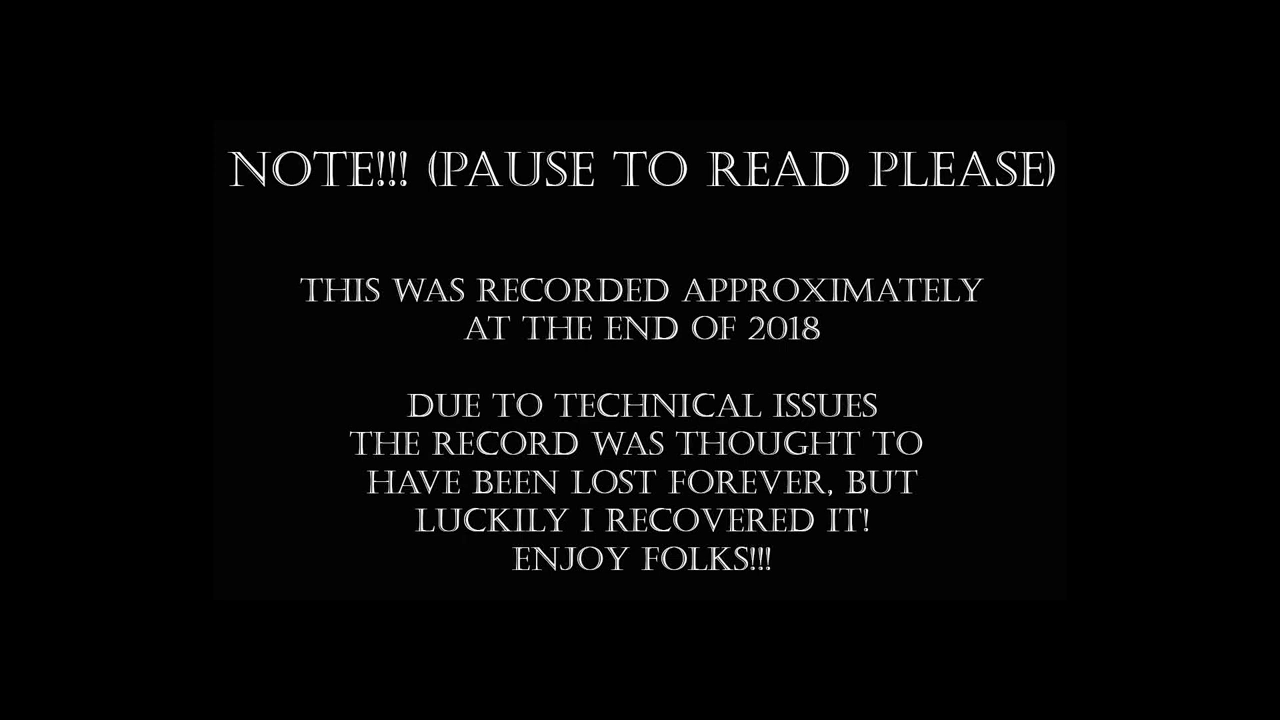 NOTE!!! (PAUSE TO READ PLEASE)
THIS WAS RECORDED APPROXIMATELY
AT THE END OF 2018
DUE TO TECHNICAL ISSUES
THE RECORD WAS THOUGHT TO
HAVE BEEN LOST FOREVER, BUT
LUCKILY I RECOVERED IT!
ENJOY FOLKS!!!